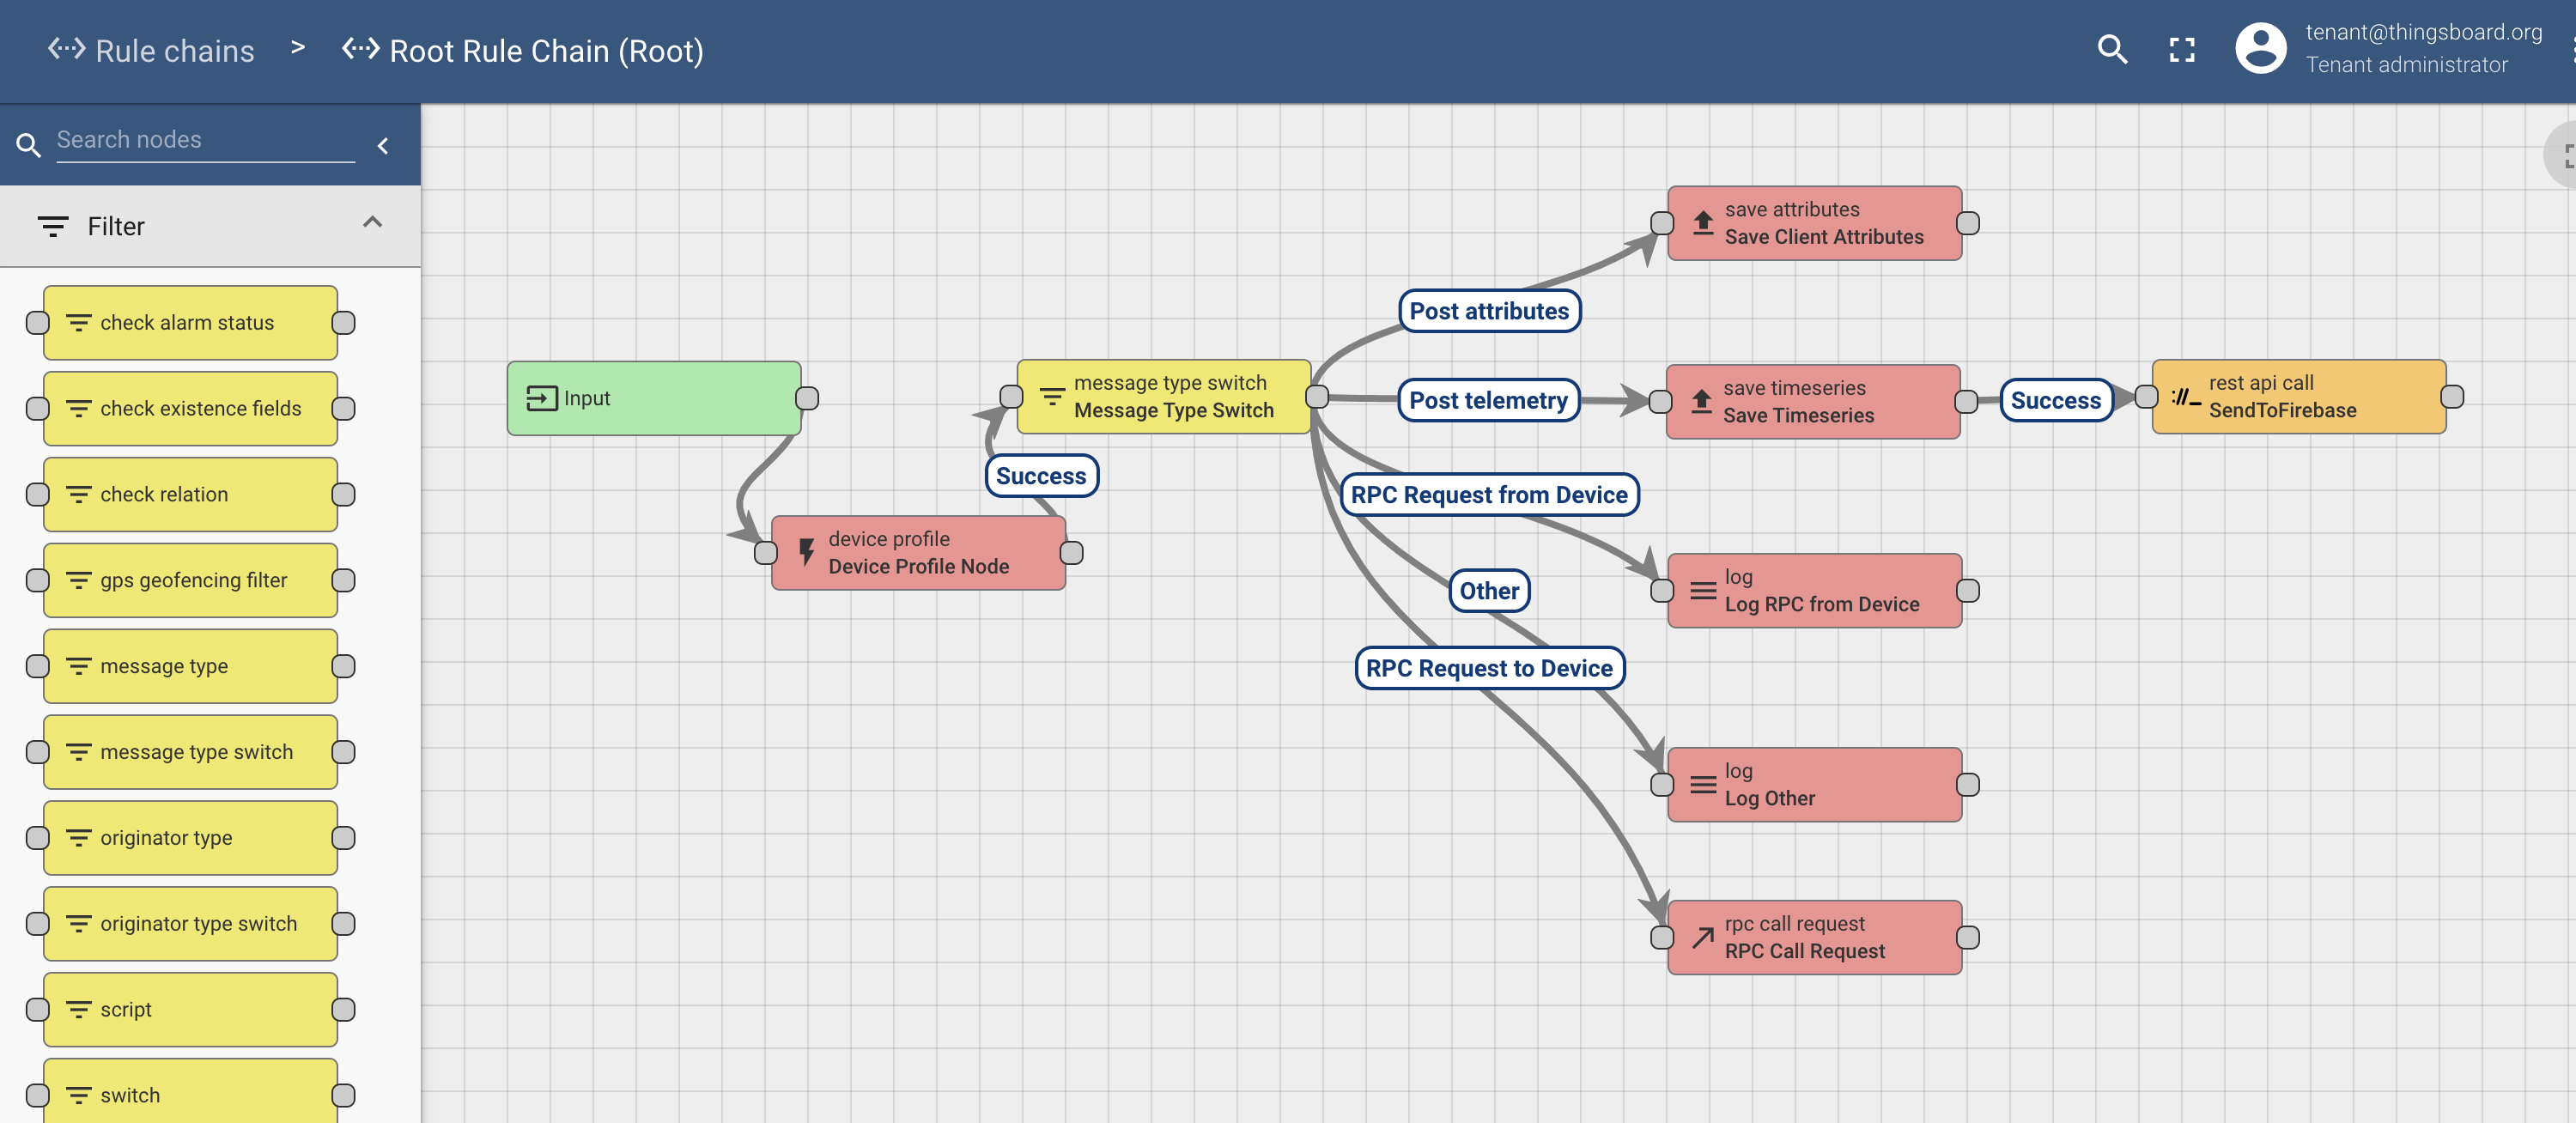 Rule chains > Root Rule Chain (Root)
tenant@thingsboard.org
Tenant administrator
Search nodes
Filter
check alarm status
check existence fields
check relation
gps geofencing filter
message type
message type switch
originator type
originator type switch
script
switch
Input
device profile
Device Profile Node
Success
message type switch
Message Type Switch
Post attributes
Post telemetry
RPC Request from Device
Other
RPC Request to Device
save attributes
Save Client Attributes
save timeseries
Save Timeseries
Success
rest api call
SendToFirebase
log
Log RPC from Device
log
Log Other
rpc call request
RPC Call Request